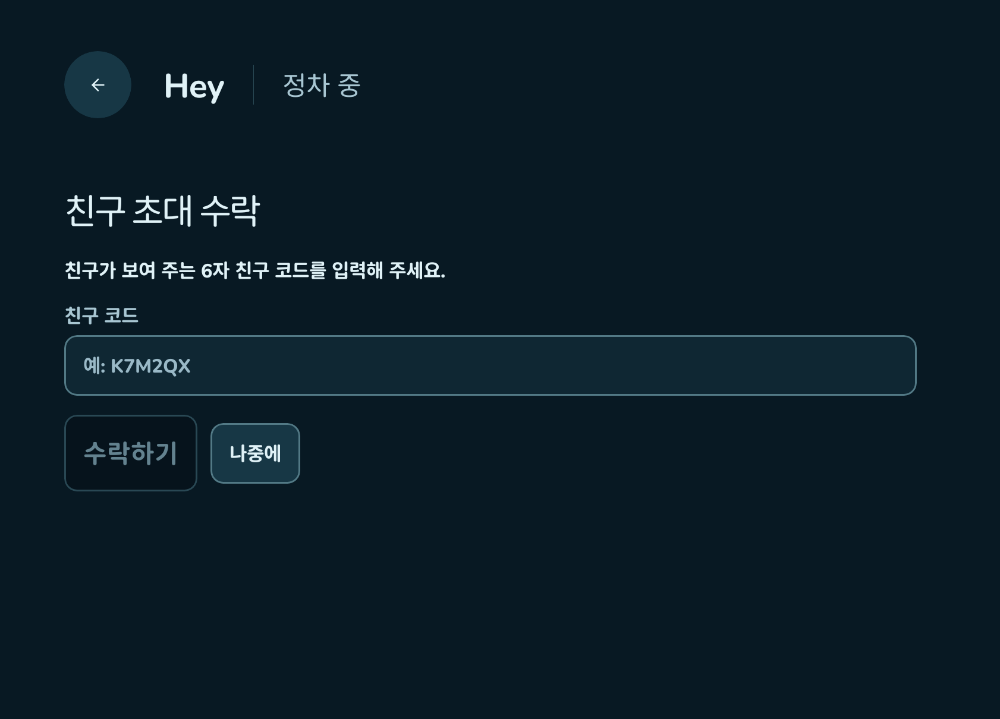 Hey
정차 중
친구 초대 수락
친구가 보여 주는 6자 친구 코드를 입력해 주세요.
친구 코드
예: K7M2QX
수락하기
나중에